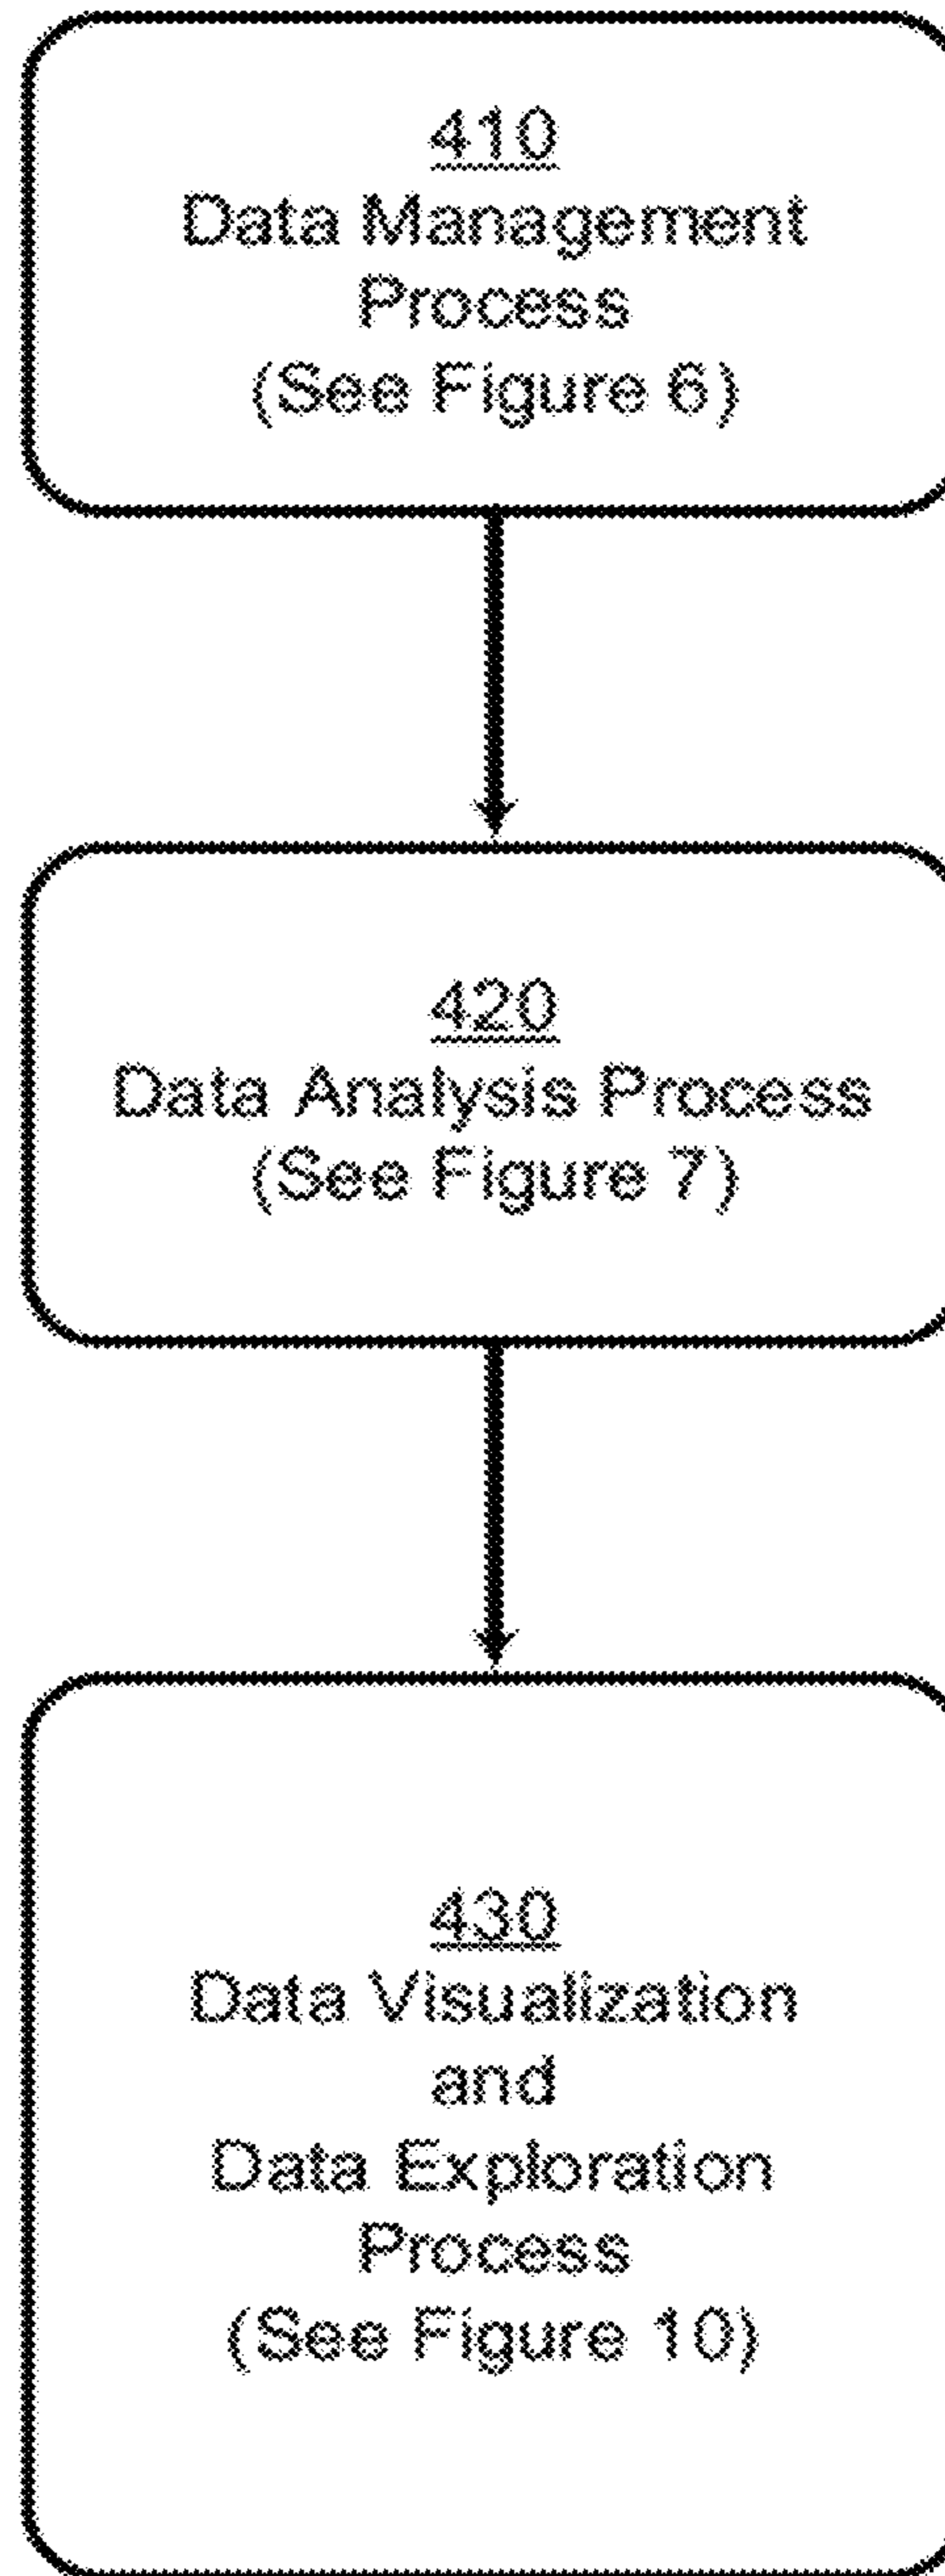 410
Data Management
Process
(See Figure 6)
420
Data Analysis Process
(See Figure 7)
430
Data Visualization
and
Data Exploration
Process
(See Figure 10)